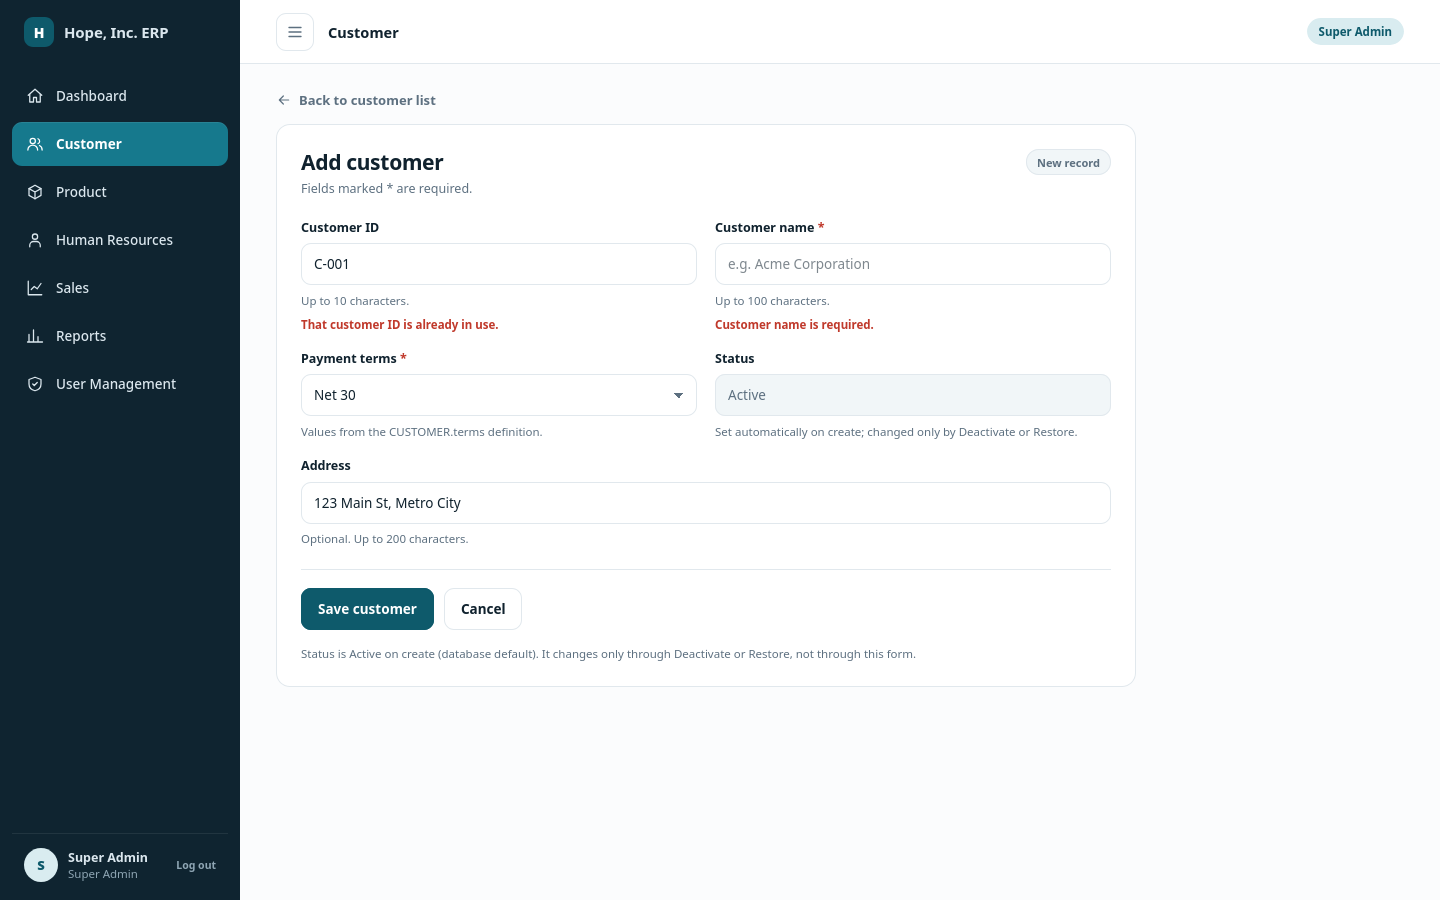 H Hope, Inc. ERP
Dashboard
Customer
Product
Human Resources
Sales
Reports
User Management
S
Super Admin
Super Admin
Log out
Customer
Super Admin
Back to customer list
Add customer
New record
Fields marked * are required.
Customer ID
C-001
Up to 10 characters.
That customer ID is already in use.
Customer name *
e.g. Acme Corporation
Up to 100 characters.
Customer name is required.
Payment terms *
Net 30
Values from the CUSTOMER.terms definition.
Status
Active
Set automatically on create; changed only by Deactivate or Restore.
Address
123 Main St, Metro City
Optional. Up to 200 characters.
Save customer
Cancel
Status is Active on create (database default). It changes only through Deactivate or Restore, not through this form.